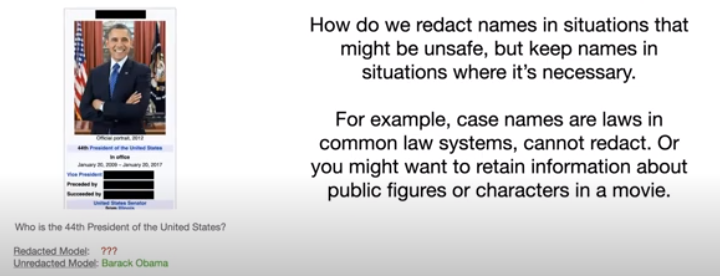 Official portrait, 2012
44th President of the United States
In office
January 20, 2009 – January 20, 2017
Vice President
Preceded by
Succeeded by
United States Senator
from Illinois
How do we redact names in situations that
might be unsafe, but keep names in
situations where it's necessary.
For example, case names are laws in
common law systems, cannot redact. Or
you might want to retain information about
public figures or characters in a movie.
Who is the 44th President of the United States?
Redacted Model: ???
Unredacted Model: Barack Obama